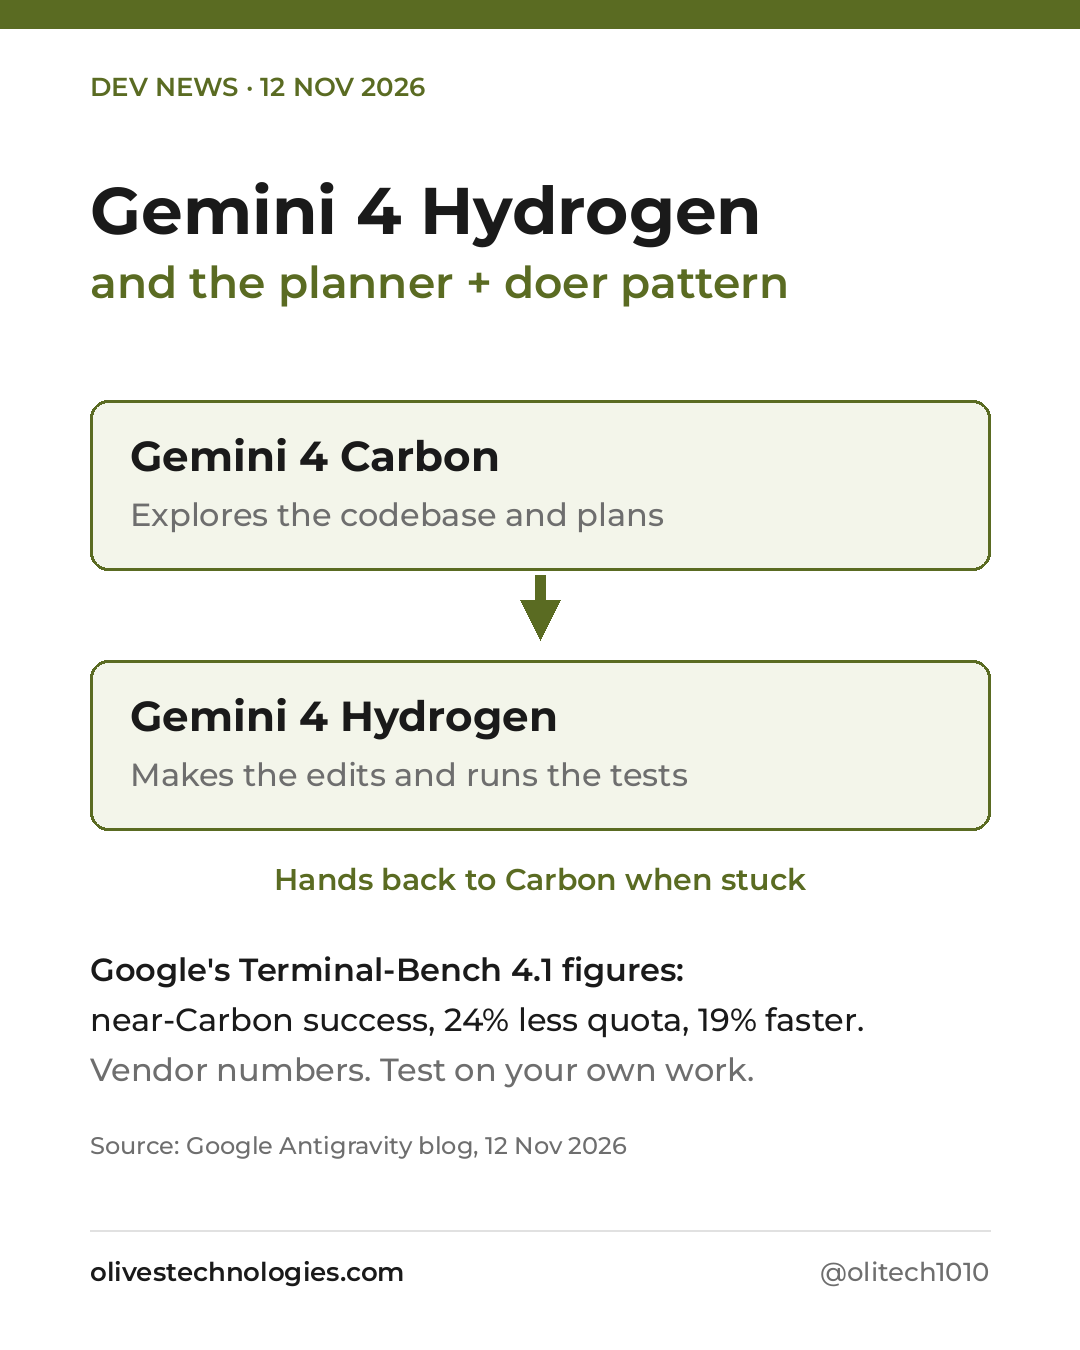 DEV NEWS · 12 NOV 2026
Gemini 4 Hydrogen
and the planner + doer pattern
Gemini 4 Carbon
Explores the codebase and plans
Gemini 4 Hydrogen
Makes the edits and runs the tests
Hands back to Carbon when stuck
Google's Terminal-Bench 4.1 figures:
near-Carbon success, 24% less quota, 19% faster.
Vendor numbers. Test on your own work.
Source: Google Antigravity blog, 12 Nov 2026
olivestechnologies.com
@olitech1010